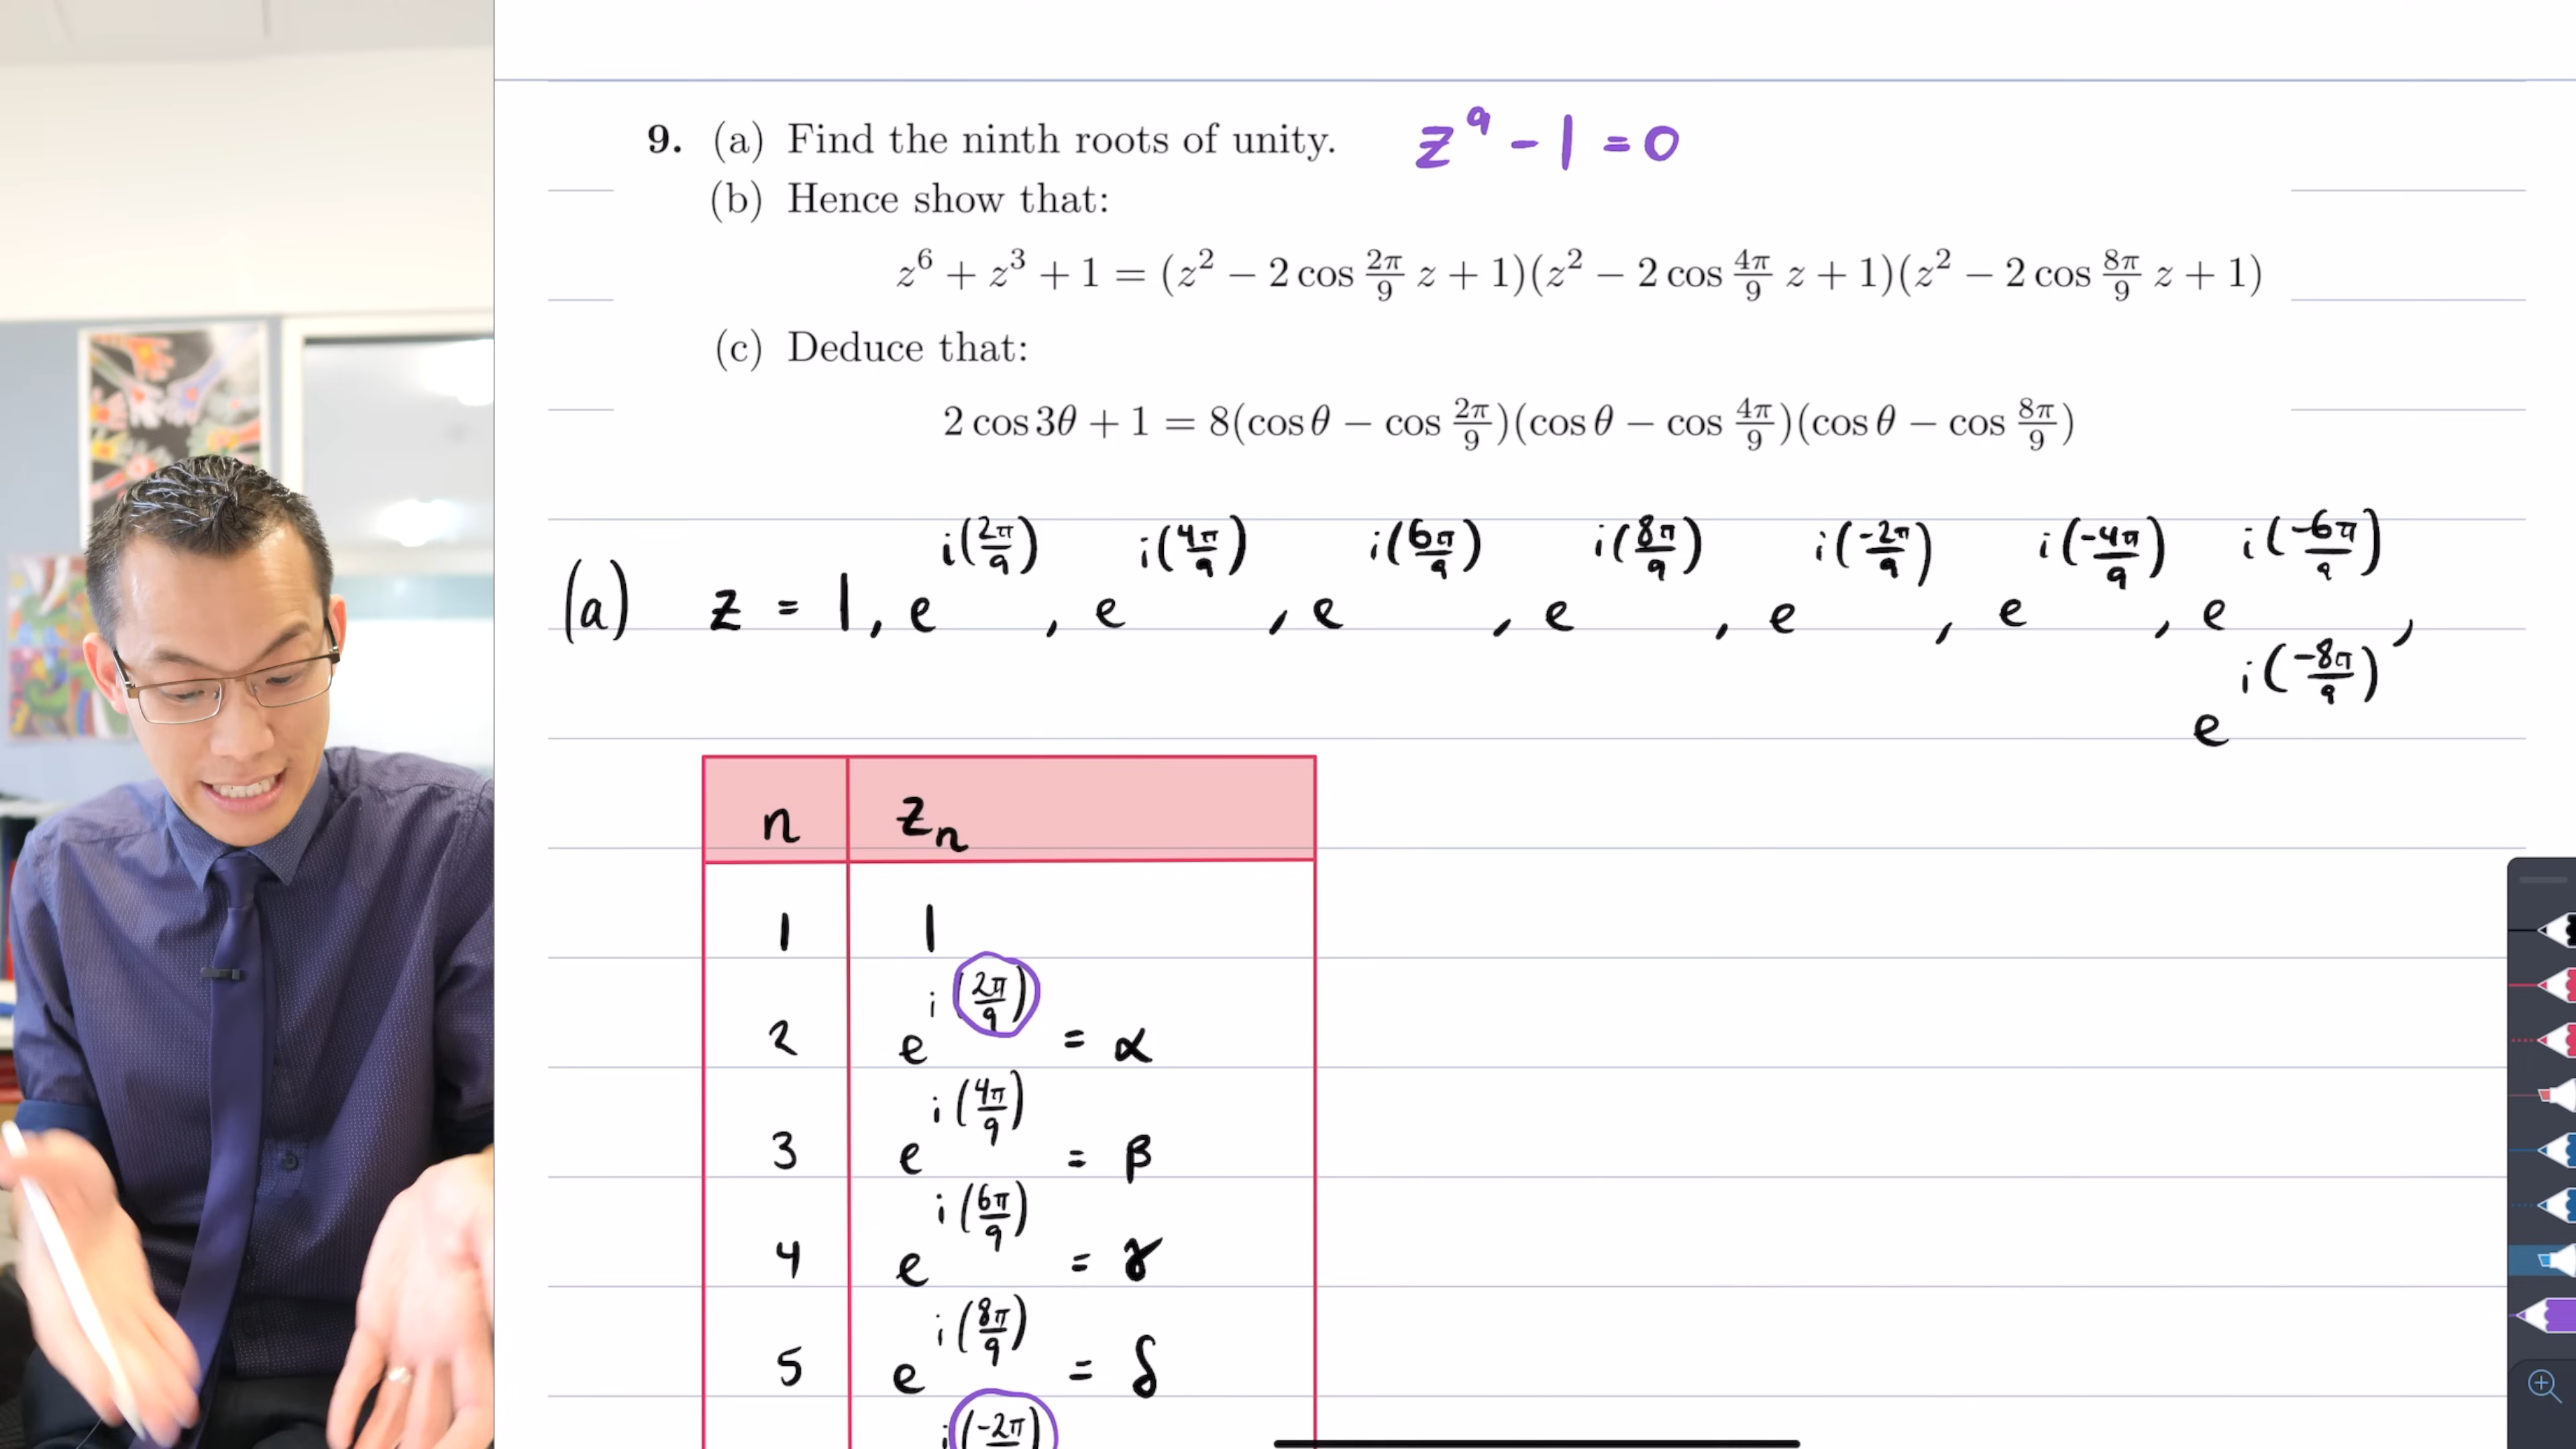 9. (a) Find the ninth roots of unity. z⁹ - 1 = 0
(b) Hence show that:
z⁶ + z³ + 1 = (z² − 2 cos 2π/9 z + 1)(z² − 2 cos 4π/9 z + 1)(z² − 2 cos 8π/9 z + 1)
(c) Deduce that:
2 cos 3θ + 1 = 8(cos θ − cos 2π/9)(cos θ − cos 4π/9)(cos θ − cos 8π/9)
(a) z = 1, e^i(2π/9), e^i(4π/9), e^i(6π/9), e^i(8π/9), e^i(-2π/9), e^i(-4π/9), e^i(-6π/9),
e^i(-8π/9)
n zₙ
1 1
2 e^i(2π/9) = α
3 e^i(4π/9) = β
4 e^i(6π/9) = γ
5 e^i(8π/9) = δ
i(-2π